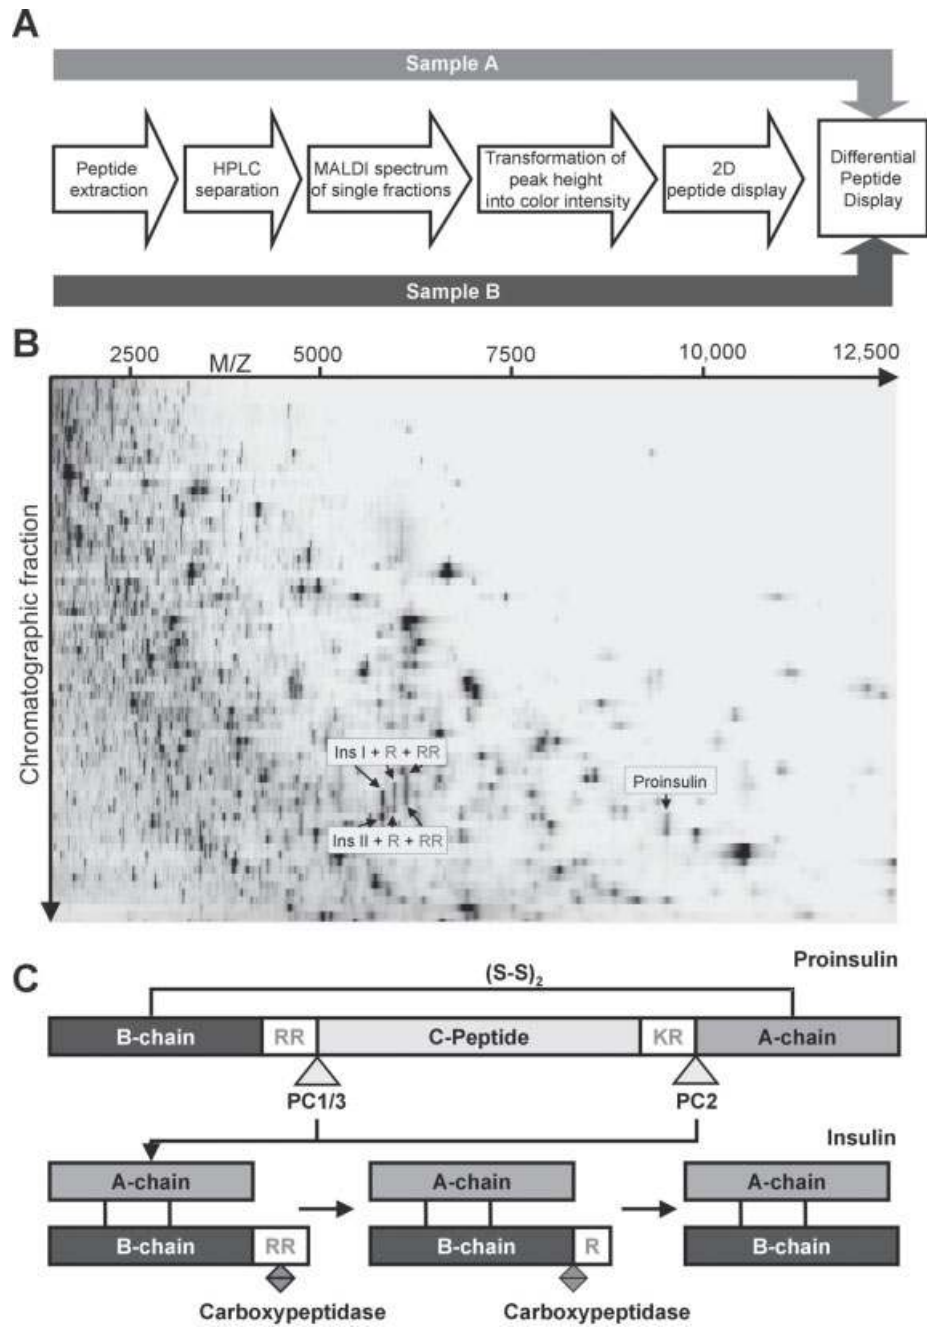 A
Sample A
Peptide
extraction
HPLC
separation
MALDI spectrum
of single fractions
Transformation of
peak height
into color intensity
2D
peptide display
Differential
Peptide
Display
Sample B
B
2500
M/Z
5000
7500
10,000
12,500
Chromatographic fraction
Ins I + R + RR
Proinsulin
Ins II + R + RR
C
Proinsulin
(S-S)2
B-chain
RR
C-Peptide
KR
A-chain
PC1/3
PC2
Insulin
A-chain
A-chain
A-chain
B-chain
RR
B-chain
R
B-chain
Carboxypeptidase
Carboxypeptidase